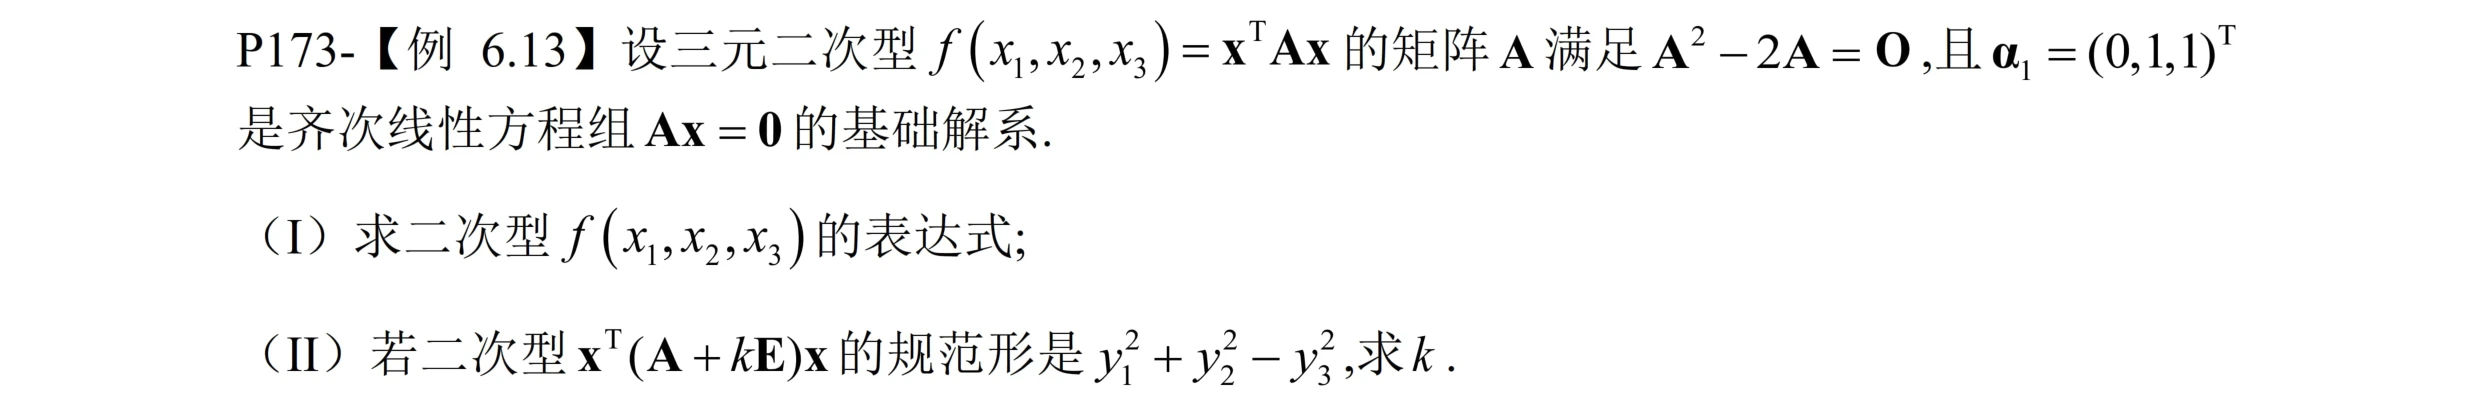 P173-【例 6.13】设三元二次型 f(x₁,x₂,x₃)=xᵀAx 的矩阵 A 满足 A²−2A=O,且 α₁=(0,1,1)ᵀ
是齐次线性方程组 Ax=0 的基础解系.
（I）求二次型 f(x₁,x₂,x₃) 的表达式;
（II）若二次型 xᵀ(A+kE)x 的规范形是 y₁²+y₂²−y₃²,求 k.